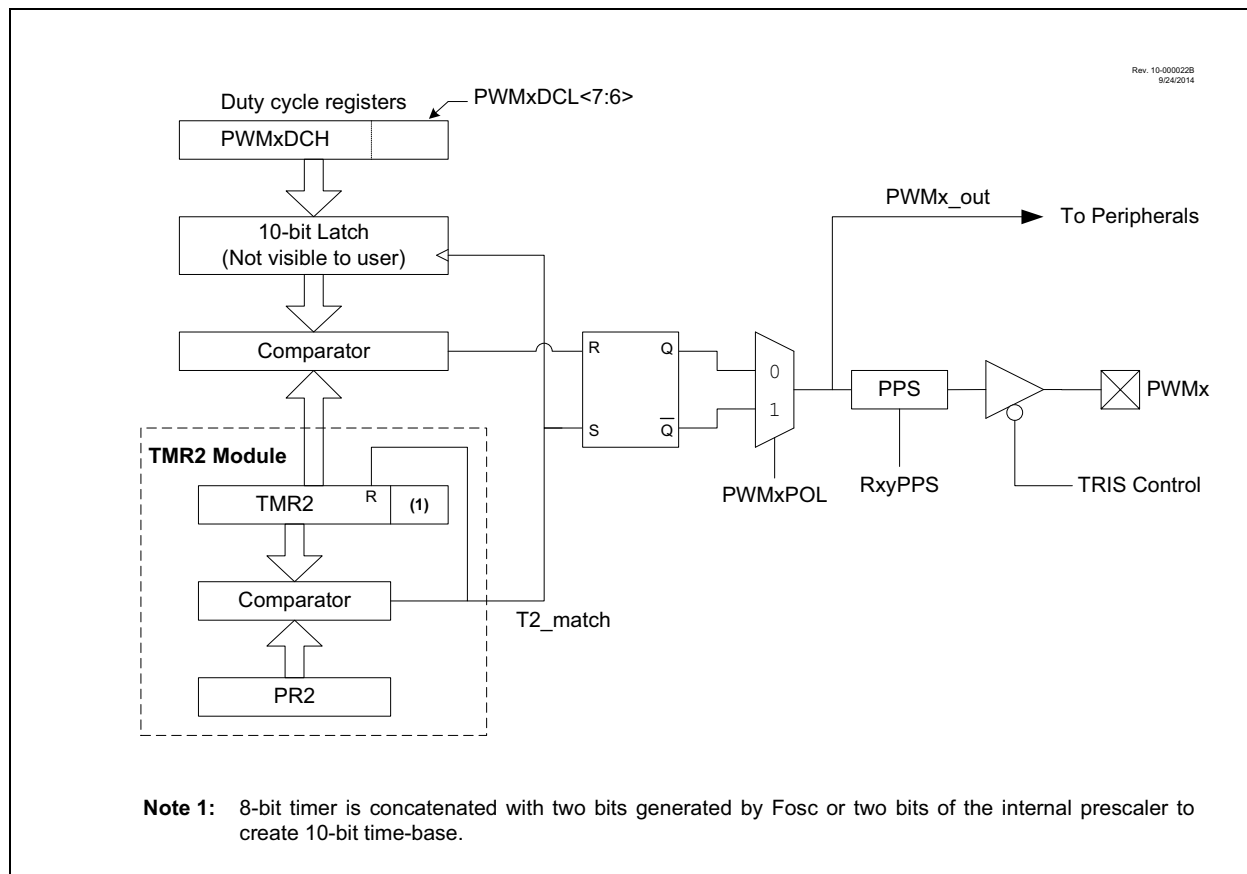 Rev. 10-000022B
9/24/2014
Duty cycle registers
PWMxDCL<7:6>
PWMxDCH
10-bit Latch
(Not visible to user)
PWMx_out
To Peripherals
Comparator
R
Q
S
Q
0
1
PPS
PWMx
PWMxPOL
RxyPPS
TRIS Control
TMR2 Module
TMR2
R
(1)
Comparator
T2_match
PR2
Note 1: 8-bit timer is concatenated with two bits generated by Fosc or two bits of the internal prescaler to
create 10-bit time-base.